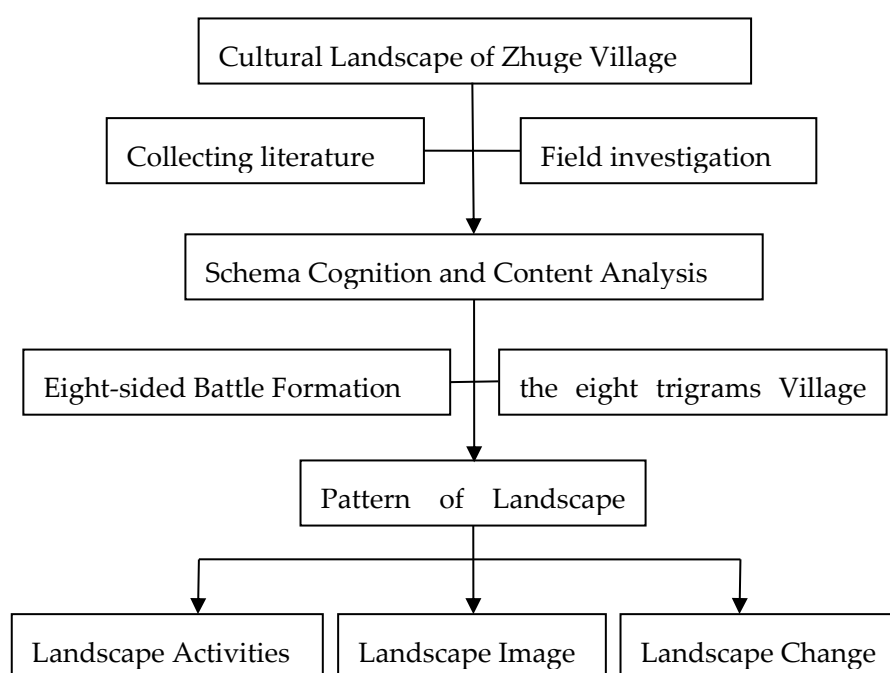 Cultural Landscape of Zhuge Village
Collecting literature
Field investigation
Schema Cognition and Content Analysis
Eight-sided Battle Formation
the eight trigrams Village
Pattern of Landscape
Landscape Activities
Landscape Image
Landscape Change